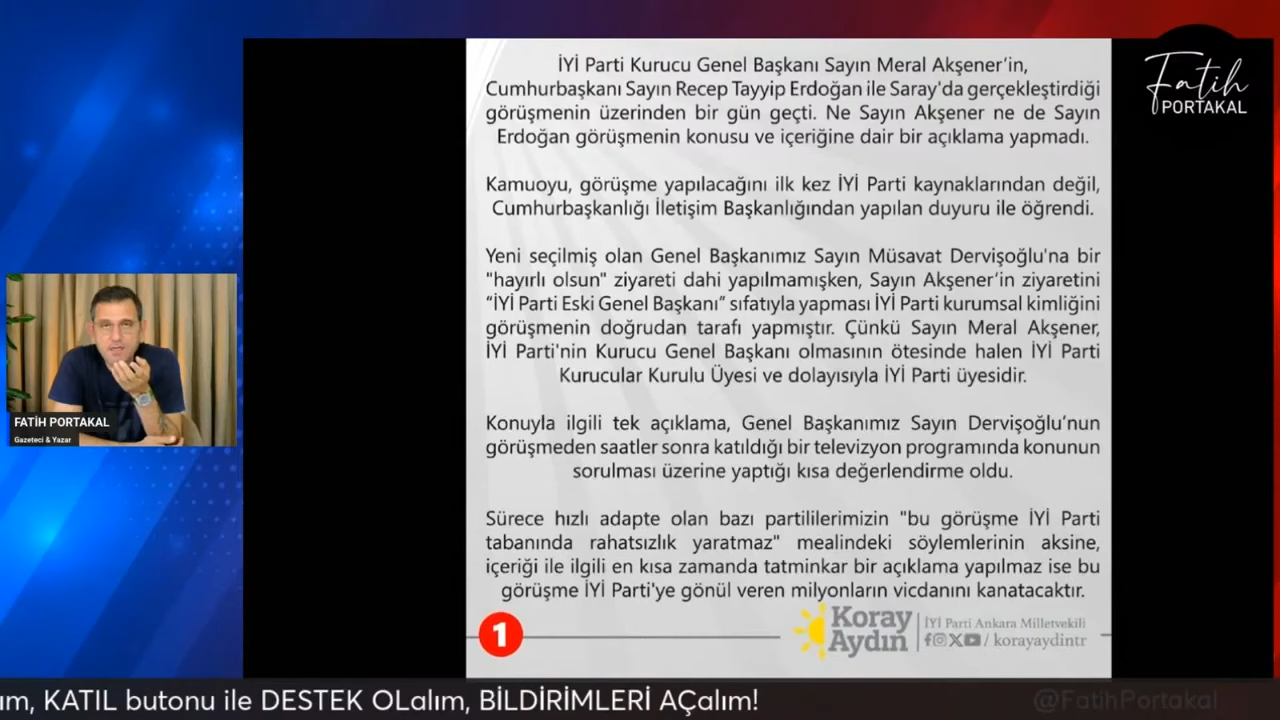 Fatih
PORTAKAL
İYİ Parti Kurucu Genel Başkanı Sayın Meral Akşener’in,
Cumhurbaşkanı Sayın Recep Tayyip Erdoğan ile Saray'da gerçekleştirdiği
görüşmenin üzerinden bir gün geçti. Ne Sayın Akşener ne de Sayın
Erdoğan görüşmenin konusu ve içeriğine dair bir açıklama yapmadı.
Kamuoyu, görüşme yapılacağını ilk kez İYİ Parti kaynaklarından değil,
Cumhurbaşkanlığı İletişim Başkanlığından yapılan duyuru ile öğrendi.
Yeni seçilmiş olan Genel Başkanımız Sayın Müsavat Dervişoğlu'na bir
"hayırlı olsun" ziyareti dahi yapılmamışken, Sayın Akşener’in ziyaretini
“İYİ Parti Eski Genel Başkanı” sıfatıyla yapması İYİ Parti kurumsal kimliğini
görüşmenin doğrudan tarafı yapmıştır. Çünkü Sayın Meral Akşener,
İYİ Parti'nin Kurucu Genel Başkanı olmasının ötesinde halen İYİ Parti
Kurucular Kurulu Üyesi ve dolayısıyla İYİ Parti üyesidir.
Konuyla ilgili tek açıklama, Genel Başkanımız Sayın Dervişoğlu’nun
görüşmeden saatler sonra katıldığı bir televizyon programında konunun
sorulması üzerine yaptığı kısa değerlendirme oldu.
Sürece hızlı adapte olan bazı partililerimizin "bu görüşme İYİ Parti
tabanında rahatsızlık yaratmaz" mealindeki söylemlerinin aksine,
içeriği ile ilgili en kısa zamanda tatminkar bir açıklama yapılmaz ise bu
görüşme İYİ Parti'ye gönül veren milyonların vicdanını kanatacaktır.
1
Koray
Aydın
İYİ Parti Ankara Milletvekili
/ korayaydintr
FATİH PORTAKAL
Gazeteci & Yazar
ım, KATIL butonu ile DESTEK OLalım, BİLDİRİMLERİ AÇalım!
@FatihPortakal